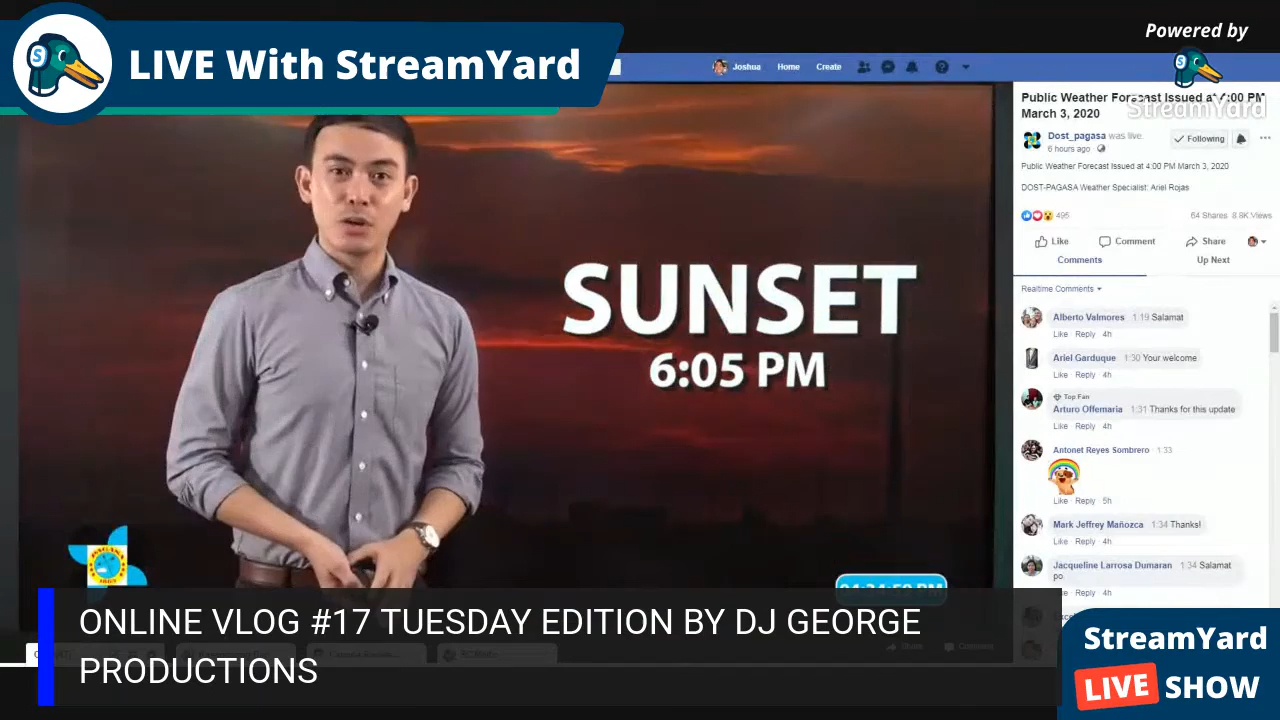 Powered by
LIVE With StreamYard
Joshua Home Create
StreamYard
Public Weather Forecast Issued at 4:00 PM
March 3, 2020
Dost_pagasa was live.
6 hours ago
Following
Public Weather Forecast Issued at 4:00 PM March 3, 2020
DOST-PAGASA Weather Specialist: Ariel Rojas
495
64 Shares 8.8K Views
Like Comment Share
Comments Up Next
Realtime Comments
SUNSET
6:05 PM
Alberto Valmores 1:19 Salamat
Like Reply 4h
Ariel Garduque 1:30 Your welcome
Like Reply 4h
Top Fan
Arturo Offemaria 1:31 Thanks for this update
Like Reply 4h
Antonet Reyes Sombrero 1:33
Like Reply 5h
Mark Jeffrey Mañozca 1:34 Thanks!
Like Reply 4h
Jacqueline Larrosa Dumaran 1:34 Salamat
po
Like Reply 4h
PAGASA
ONLINE VLOG #17 TUESDAY EDITION BY DJ GEORGE
PRODUCTIONS
Share Comment
StreamYard
LIVE SHOW